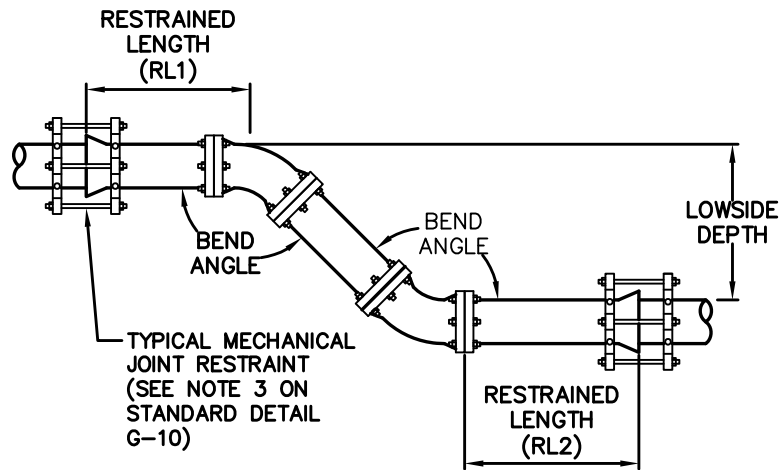 RESTRAINED
LENGTH
(RL1)
BEND
ANGLE
BEND
ANGLE
LOWSIDE
DEPTH
TYPICAL MECHANICAL
JOINT RESTRAINT
(SEE NOTE 3 ON
STANDARD DETAIL
G-10)
RESTRAINED
LENGTH
(RL2)